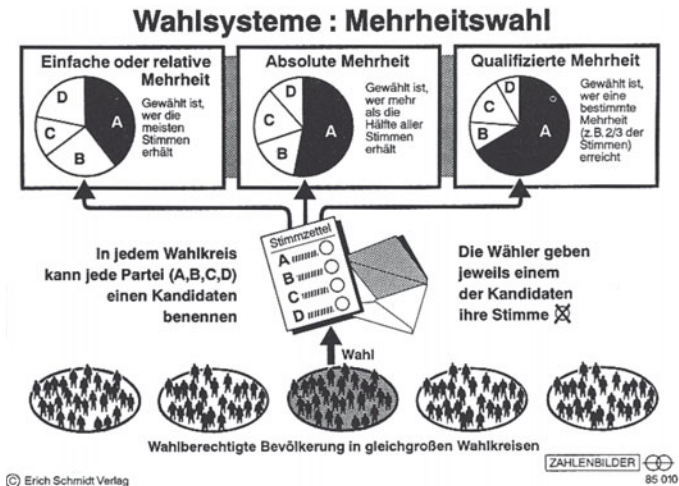 Wahlsysteme : Mehrheitswahl
Einfache oder relative
Mehrheit
Gewählt ist,
wer die
meisten
Stimmen
erhält
D
A
C
B
Absolute Mehrheit
Gewählt ist,
wer mehr
als die
Hälfte aller
Stimmen
erhält
D
C
A
B
Qualifizierte Mehrheit
Gewählt ist,
wer eine
bestimmte
Mehrheit
(z.B. 2/3 der
Stimmen)
erreicht
D
C
B
A
In jedem Wahlkreis
kann jede Partei (A,B,C,D)
einen Kandidaten
benennen
Stimmzettel
A
B
C
D
Die Wähler geben
jeweils einem
der Kandidaten
ihre Stimme
Wahl
Wahlberechtigte Bevölkerung in gleichgroßen Wahlkreisen
ZAHLENBILDER
© Erich Schmidt Verlag
85 010